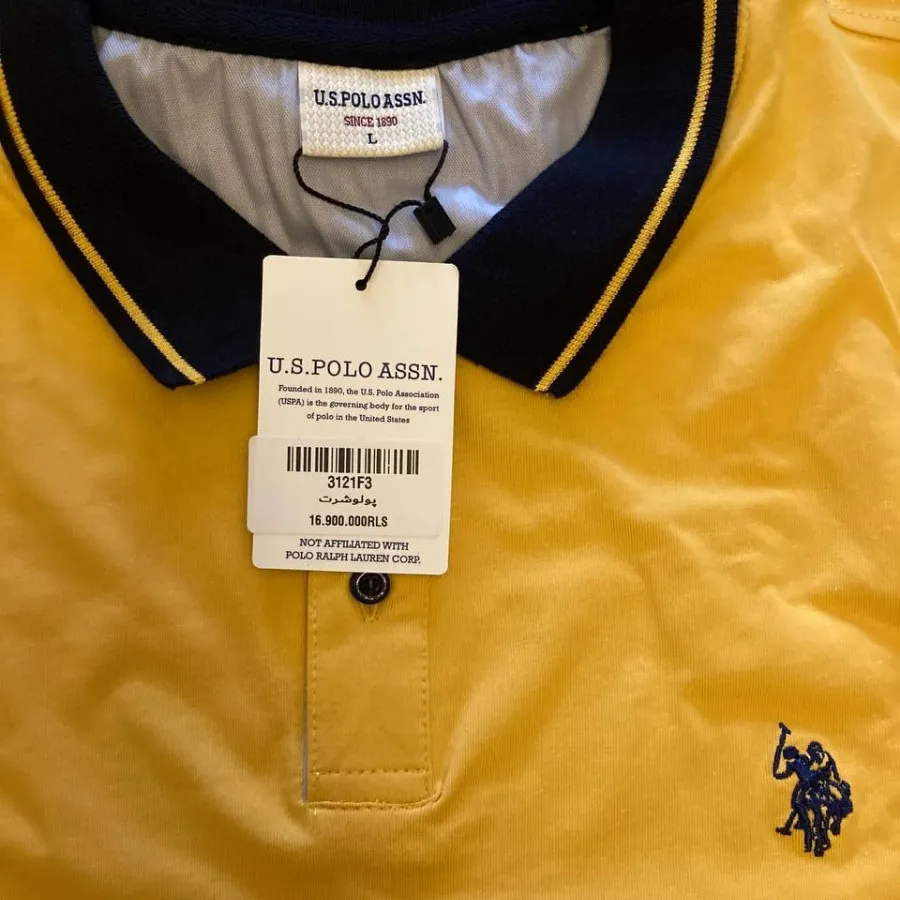 U.S.POLO ASSN.
SINCE 1890
L
U.S.POLO ASSN.
Founded in 1890, the U.S. Polo Association
(USPA) is the governing body for the sport
of polo in the United States
3121F3
پولوشرت
16.900.000RLS
NOT AFFILIATED WITH
POLO RALPH LAUREN CORP.